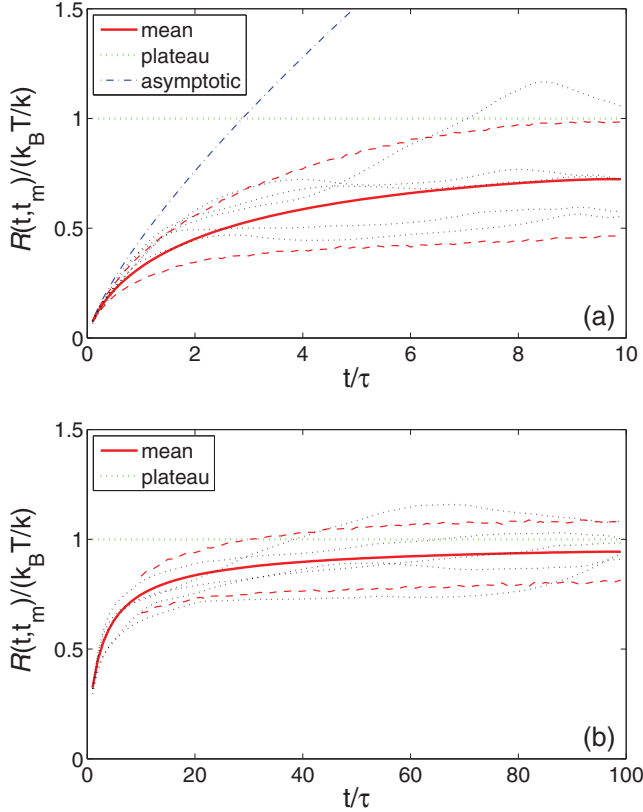 1.5
mean
plateau
asymptotic
1
0.5
0
R(t,t_m)/(k_B T/k)
(a)
0 2 4 6 8 10
t/τ
1.5
mean
plateau
1
0.5
0
R(t,t_m)/(k_B T/k)
(b)
0 20 40 60 80 100
t/τ